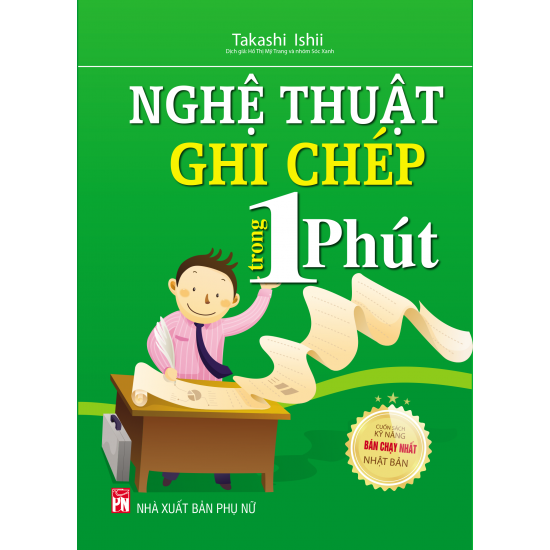 Takashi Ishii
Dịch giả: Hồ Thị Mỹ Trang và nhóm Sóc Xanh
NGHỆ THUẬT
GHI CHÉP
trong 1 Phút
CUỐN SÁCH
KỸ NĂNG
BÁN CHẠY NHẤT
NHẬT BẢN
PN
NHÀ XUẤT BẢN PHỤ NỮ